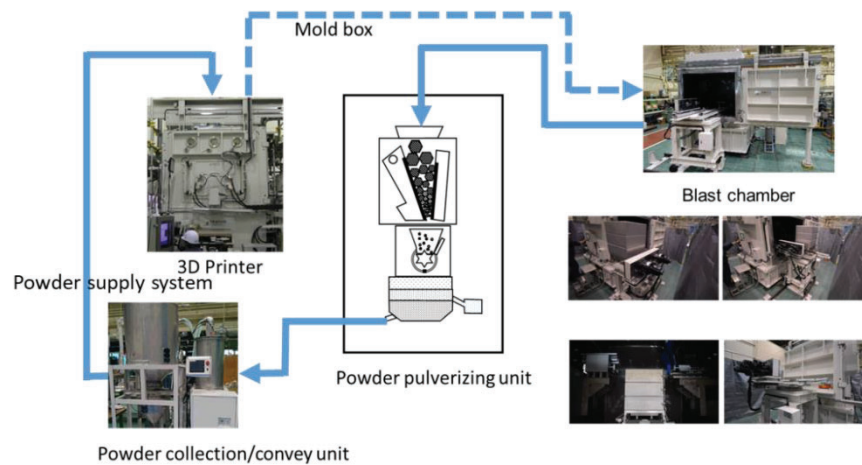 Mold box
Blast chamber
3D Printer
Powder supply system
Powder pulverizing unit
Powder collection/convey unit